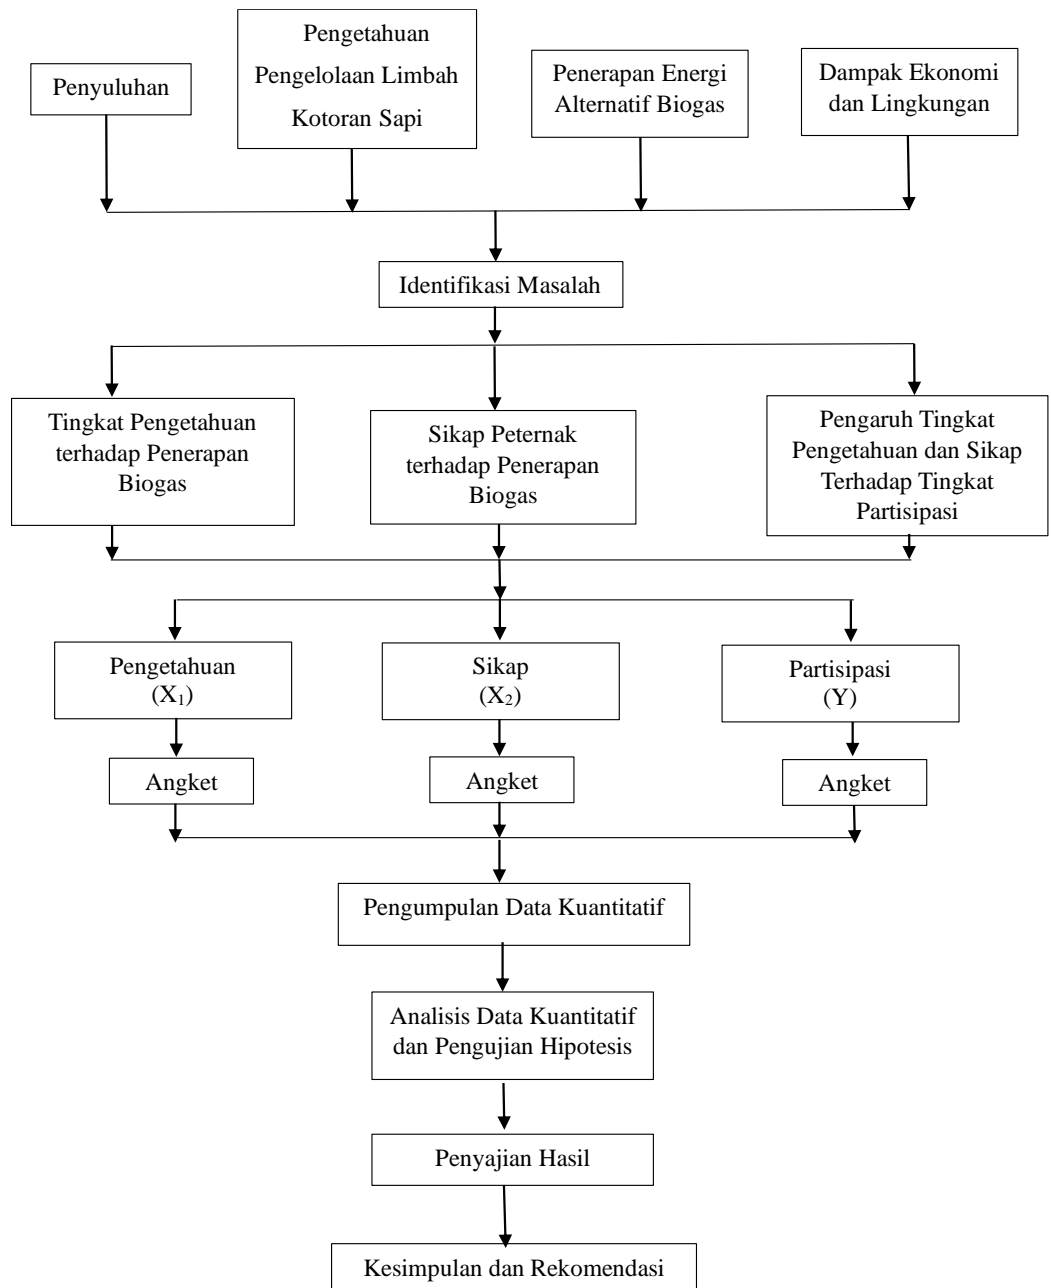 Penyuluhan
Pengetahuan
Pengelolaan Limbah
Kotoran Sapi
Penerapan Energi
Alternatif Biogas
Dampak Ekonomi
dan Lingkungan
Identifikasi Masalah
Tingkat Pengetahuan
terhadap Penerapan
Biogas
Sikap Peternak
terhadap Penerapan
Biogas
Pengaruh Tingkat
Pengetahuan dan Sikap
Terhadap Tingkat
Partisipasi
Pengetahuan
(X₁)
Sikap
(X₂)
Partisipasi
(Y)
Angket
Angket
Angket
Pengumpulan Data Kuantitatif
Analisis Data Kuantitatif
dan Pengujian Hipotesis
Penyajian Hasil
Kesimpulan dan Rekomendasi